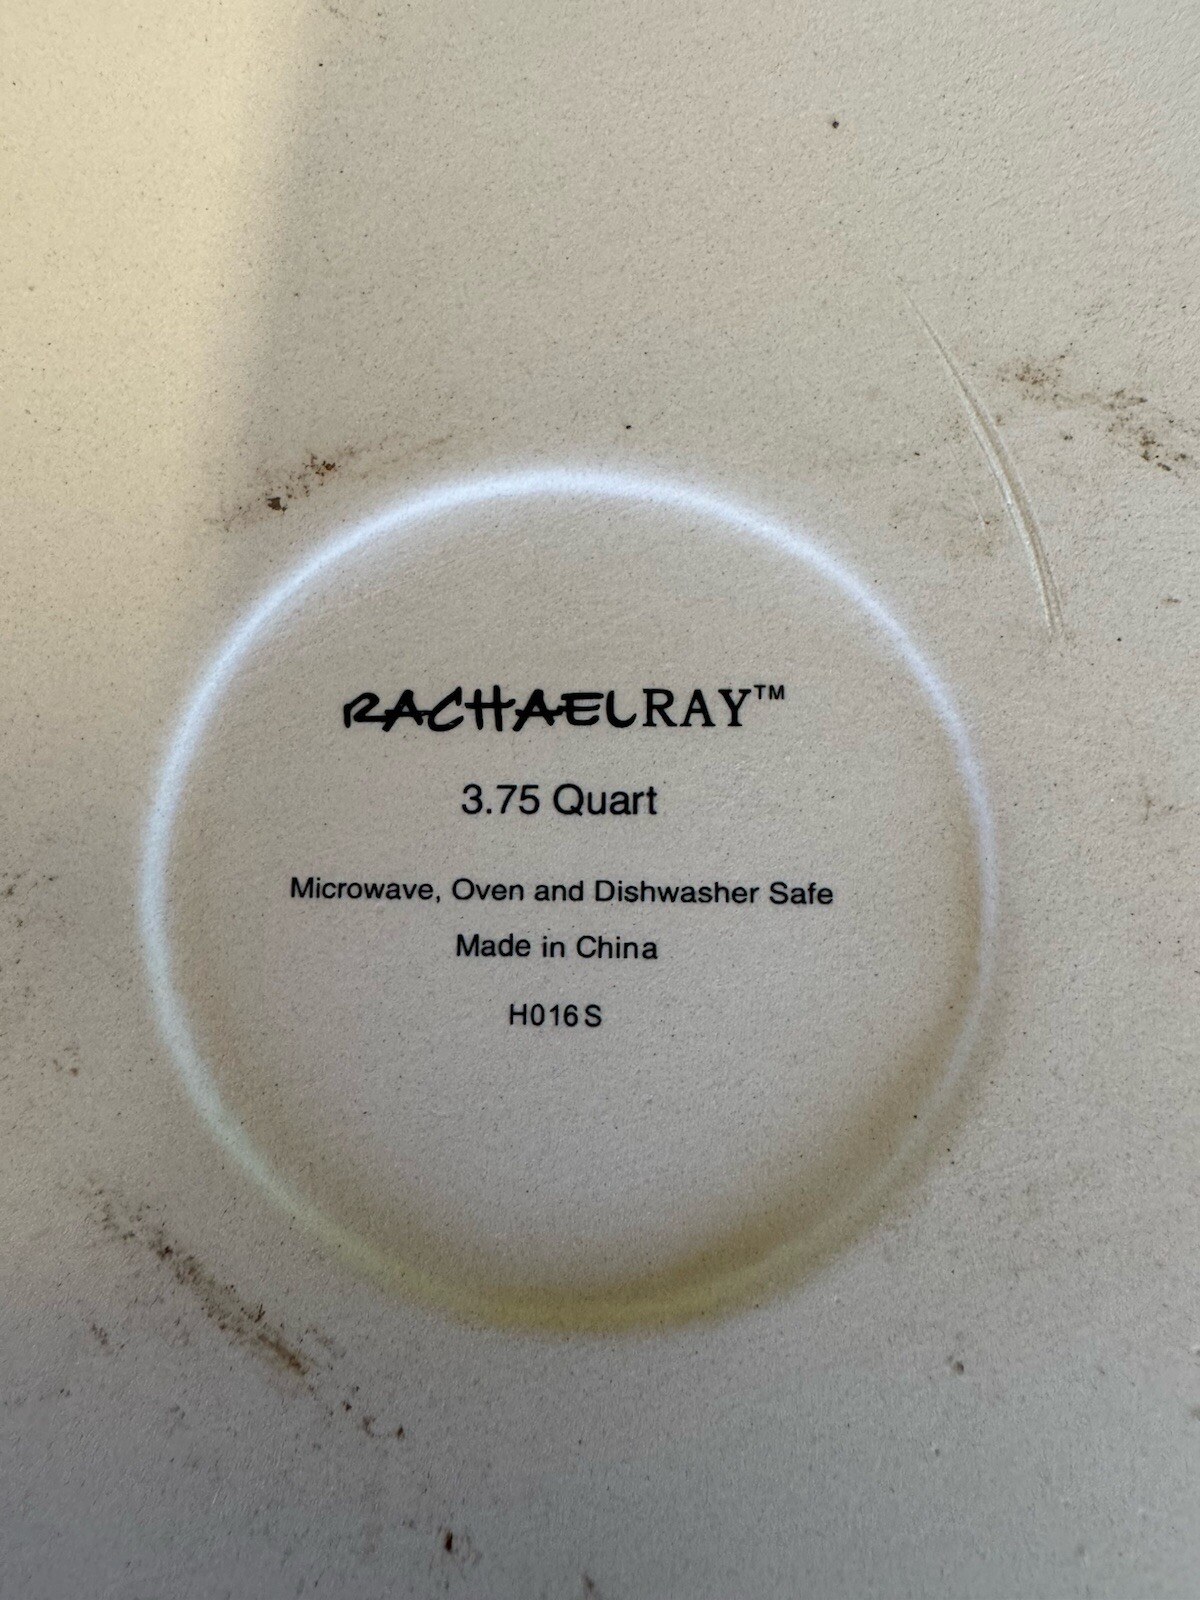 RACHAELRAY™
3.75 Quart
Microwave, Oven and Dishwasher Safe
Made in China
H016S